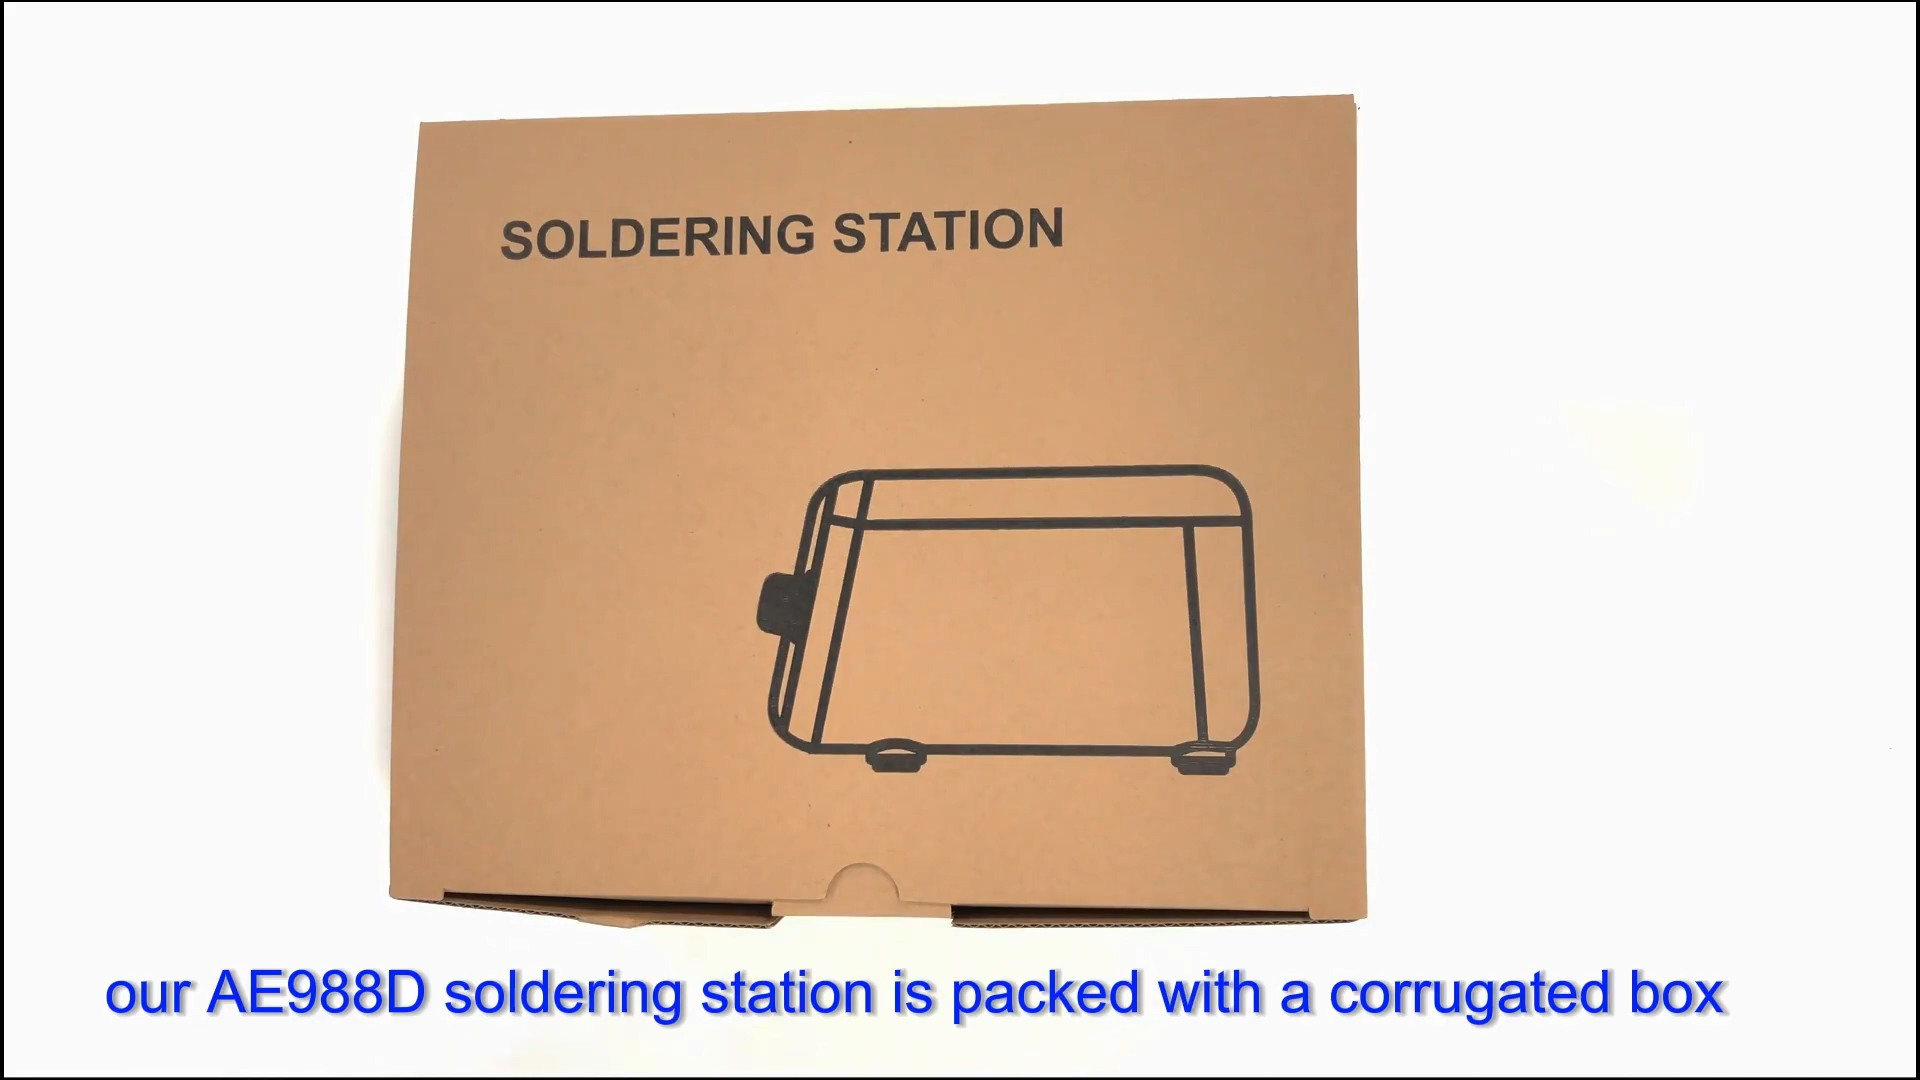 SOLDERING STATION
our AE988D soldering station is packed with a corrugated box